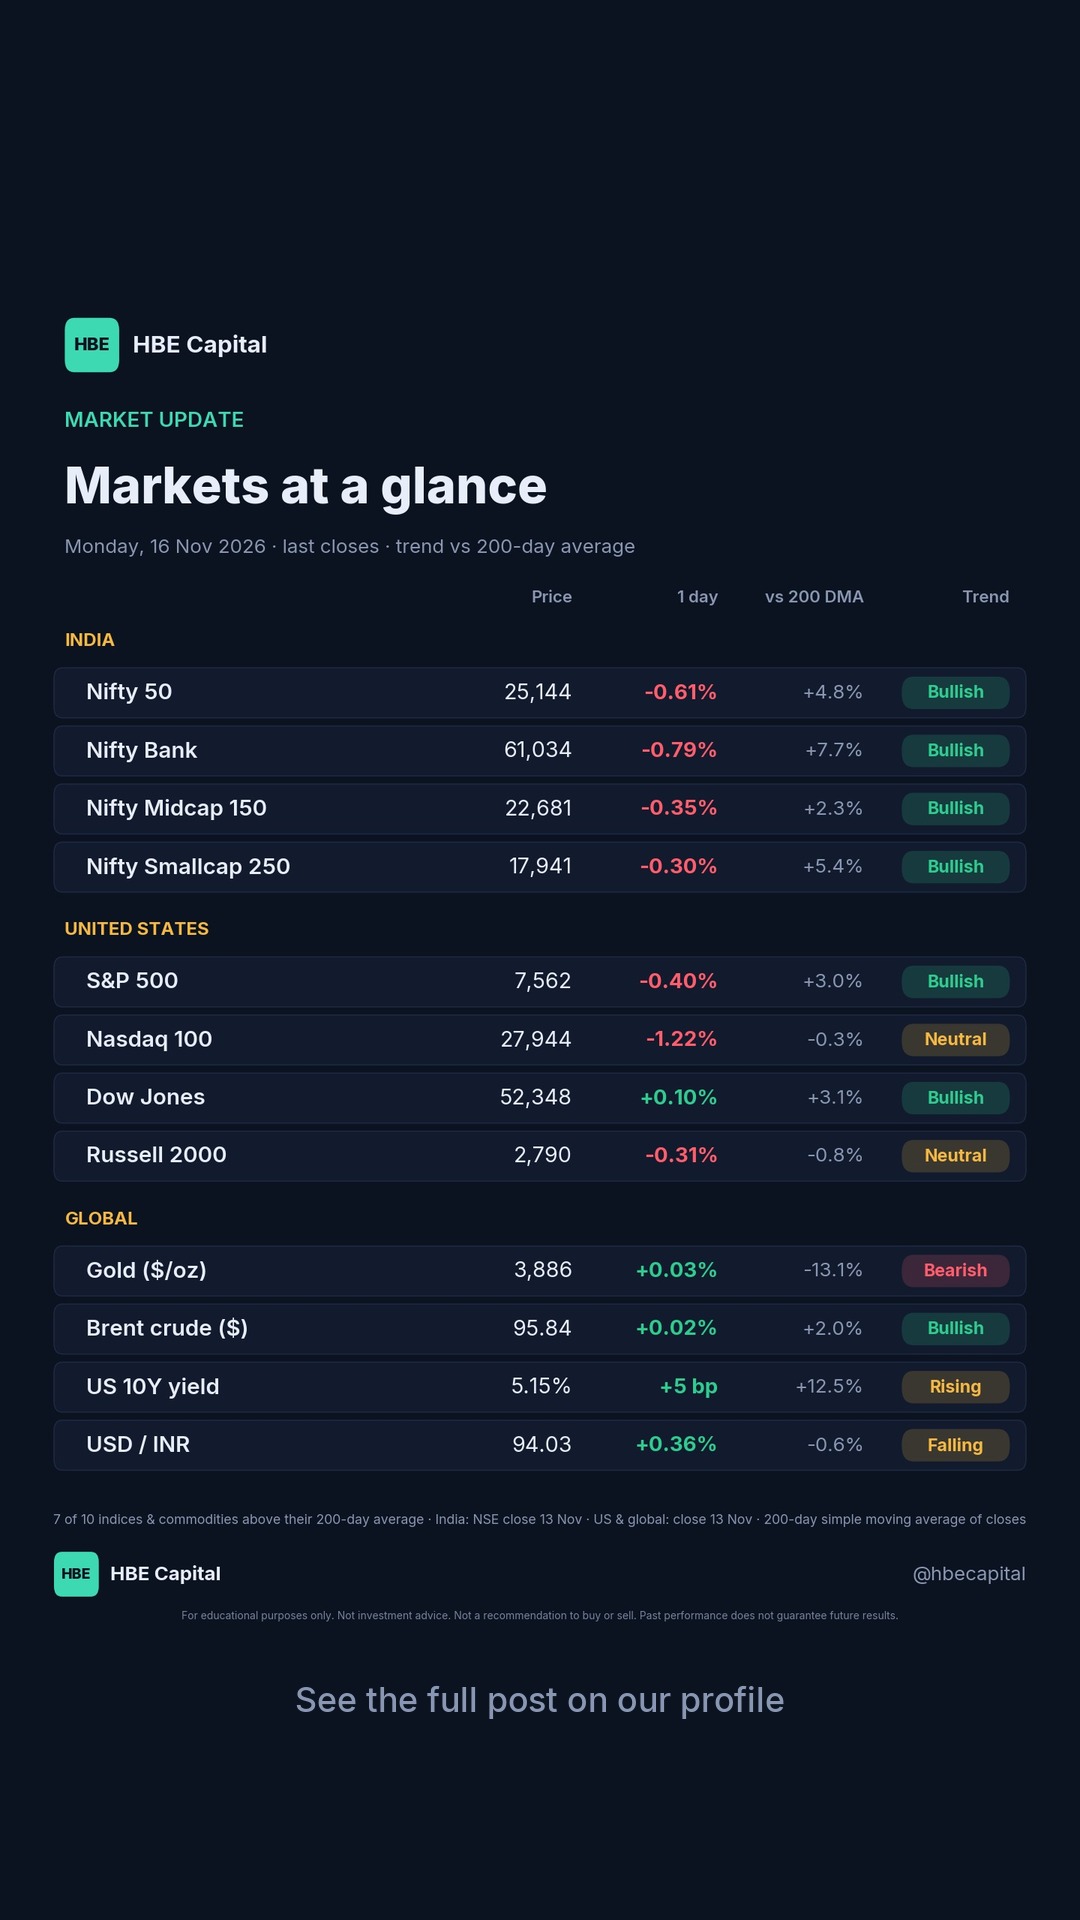 HBE HBE Capital
MARKET UPDATE
Markets at a glance
Monday, 16 Nov 2026 · last closes · trend vs 200-day average
Price 1 day vs 200 DMA Trend
INDIA
Nifty 50 25,144 -0.61% +4.8% Bullish
Nifty Bank 61,034 -0.79% +7.7% Bullish
Nifty Midcap 150 22,681 -0.35% +2.3% Bullish
Nifty Smallcap 250 17,941 -0.30% +5.4% Bullish
UNITED STATES
S&P 500 7,562 -0.40% +3.0% Bullish
Nasdaq 100 27,944 -1.22% -0.3% Neutral
Dow Jones 52,348 +0.10% +3.1% Bullish
Russell 2000 2,790 -0.31% -0.8% Neutral
GLOBAL
Gold ($/oz) 3,886 +0.03% -13.1% Bearish
Brent crude ($) 95.84 +0.02% +2.0% Bullish
US 10Y yield 5.15% +5 bp +12.5% Rising
USD / INR 94.03 +0.36% -0.6% Falling
7 of 10 indices & commodities above their 200-day average · India: NSE close 13 Nov · US & global: close 13 Nov · 200-day simple moving average of closes
HBE HBE Capital @hbecapital
For educational purposes only. Not investment advice. Not a recommendation to buy or sell. Past performance does not guarantee future results.
See the full post on our profile